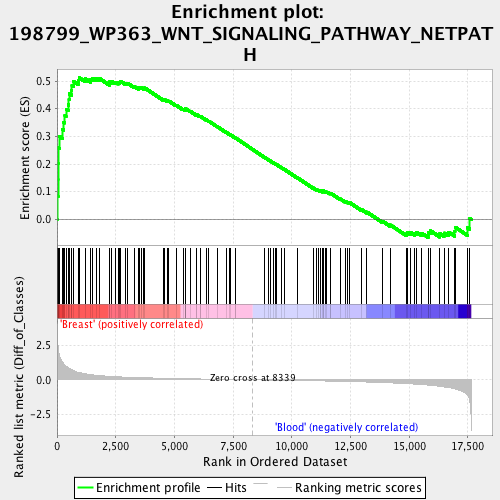 Enrichment plot:
198799_WP363_WNT_SIGNALING_PATHWAY_NETPAT
H
Enrichment score (ES)
0.5
0.4
0.3
0.2
0.1
0.0
'Breast' (positively correlated)
Ranked list metric (Diff_of_Classes)
2.5
0.0
-2.5
Zero cross at 8339
'Blood' (negatively correlated)
0
2,500
5,000
7,500
10,000
12,500
15,000
17,500
Rank in Ordered Dataset
Enrichment profile
Hits
Ranking metric scores